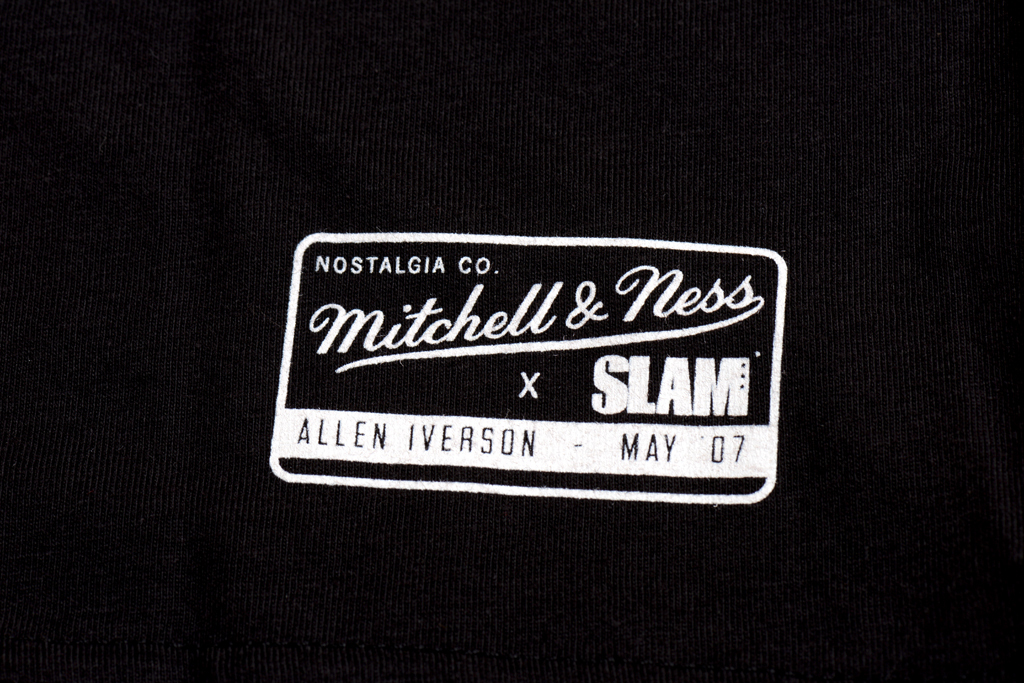 NOSTALGIA CO.
Mitchell & Ness
X SLAM
ALLEN IVERSON - MAY '07